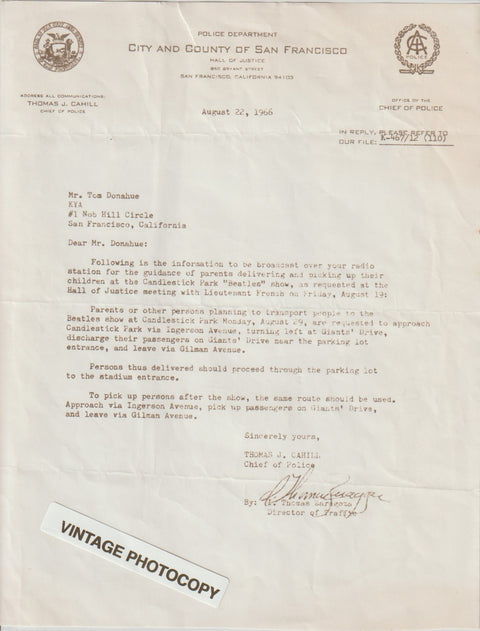 POLICE DEPARTMENT
CITY AND COUNTY OF SAN FRANCISCO
HALL OF JUSTICE
850 BRYANT STREET
SAN FRANCISCO, CALIFORNIA 94103
POLICE
ADDRESS ALL COMMUNICATIONS:
THOMAS J. CAHILL
CHIEF OF POLICE
OFFICE OF THE
CHIEF OF POLICE
August 22, 1966
IN REPLY, PLEASE REFER TO
OUR FILE: K-467/12 (110)
Mr. Tom Donahue
KYA
#1 Nob Hill Circle
San Francisco, California
Dear Mr. Donahue:
Following is the information to be broadcast over your radio
station for the guidance of parents delivering and picking up their
children at the Candlestick Park "Beatles" show, as requested at the
Hall of Justice meeting with Lieutenant French on Friday, August 19:
Parents or other persons planning to transport people to the
Beatles show at Candlestick Park Monday, August 29, are requested to approach
Candlestick Park via Ingerson Avenue, turning left at Giants' Drive,
discharge their passengers on Giants' Drive near the parking lot
entrance, and leave via Gilman Avenue.
Persons thus delivered should proceed through the parking lot
to the stadium entrance.
To pick up persons after the show, the same route should be used.
Approach via Ingerson Avenue, pick up passengers on Giants' Drive,
and leave via Gilman Avenue.
Sincerely yours,
THOMAS J. CAHILL
Chief of Police
By: Thomas
Director of Traffic
VINTAGE PHOTOCOPY